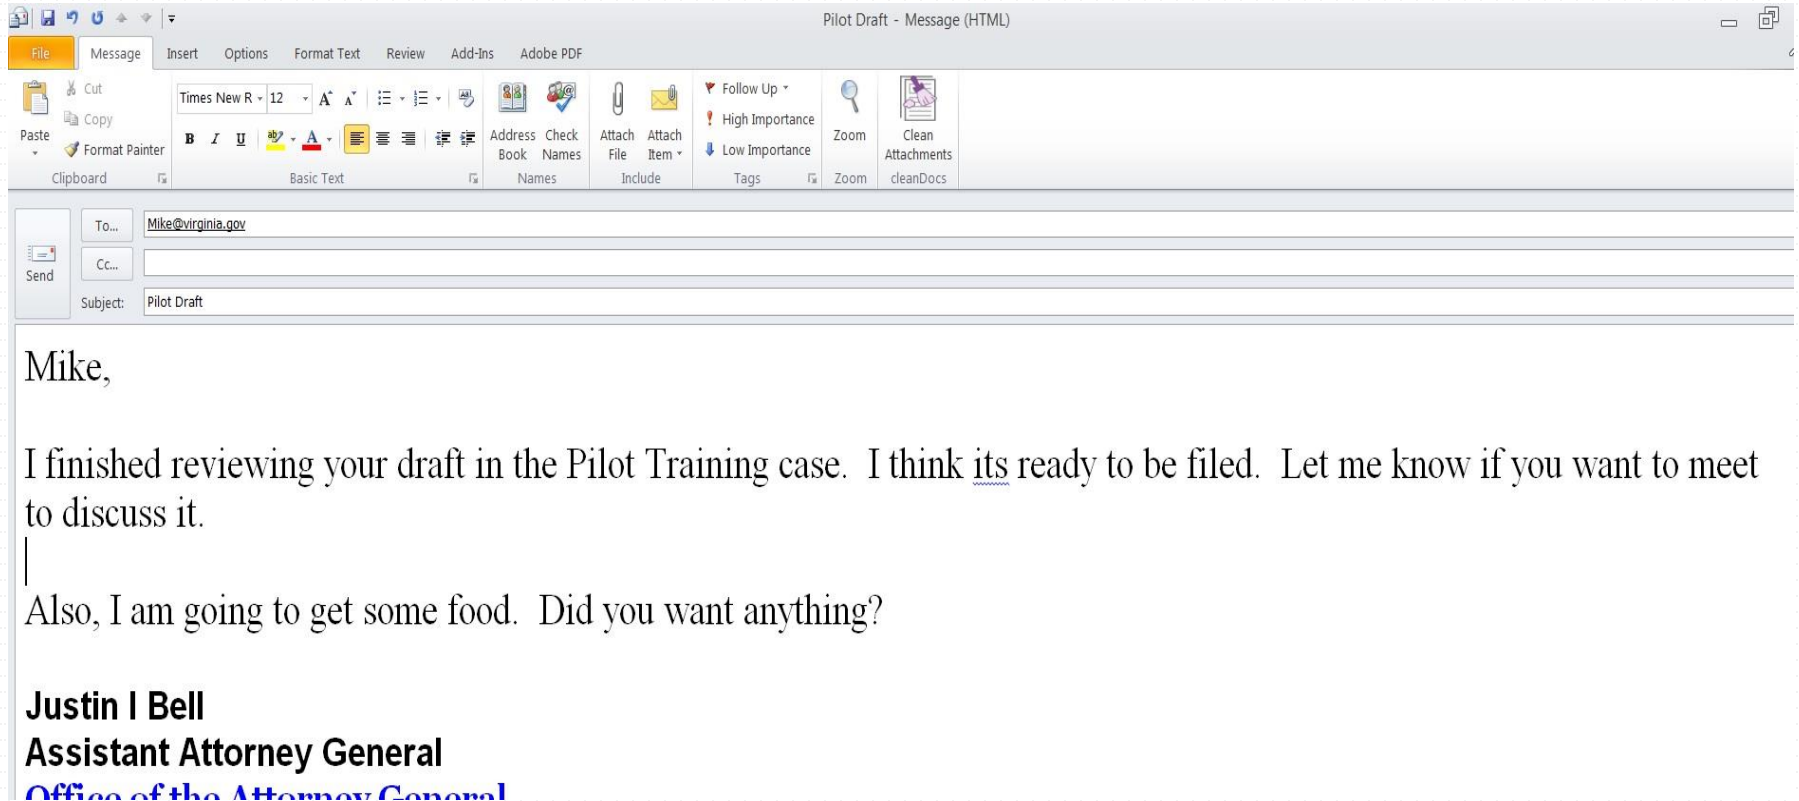 Pilot Draft - Message (HTML)
File Message Insert Options Format Text Review Add-Ins Adobe PDF
Cut
Copy
Format Painter
Paste
Clipboard
Times New R 12
B I U
Basic Text
Address Book
Check Names
Names
Attach File
Attach Item
Include
Follow Up
High Importance
Low Importance
Tags
Zoom
Zoom
Clean Attachments
cleanDocs
Send
To... Mike@virginia.gov
Cc...
Subject: Pilot Draft
Mike,
I finished reviewing your draft in the Pilot Training case. I think its ready to be filed. Let me know if you want to meet
to discuss it.
Also, I am going to get some food. Did you want anything?
Justin I Bell
Assistant Attorney General
Office of the Attorney General